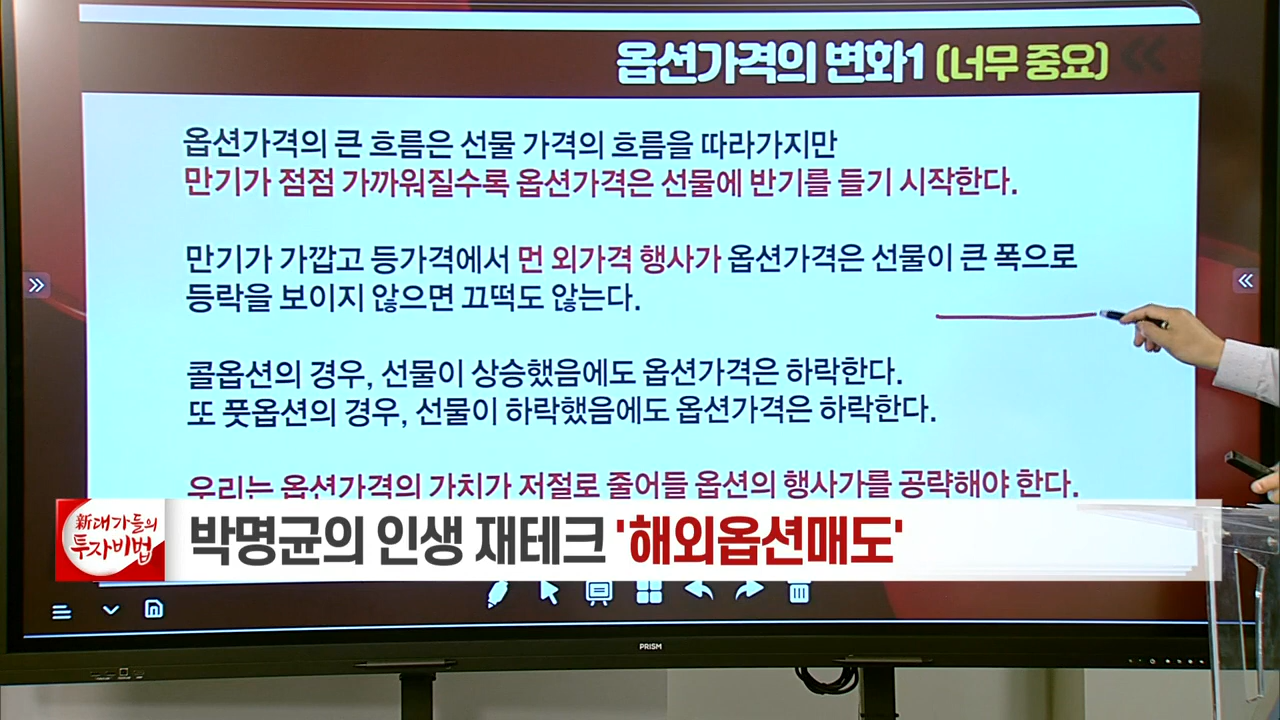 옵션가격의 변화1 (너무 중요)
옵션가격의 큰 흐름은 선물 가격의 흐름을 따라가지만
만기가 점점 가까워질수록 옵션가격은 선물에 반기를 들기 시작한다.
만기가 가깝고 등가격에서 먼 외가격 행사가 옵션가격은 선물이 큰 폭으로
등락을 보이지 않으면 끄떡도 않는다.
콜옵션의 경우, 선물이 상승했음에도 옵션가격은 하락한다.
또 풋옵션의 경우, 선물이 하락했음에도 옵션가격은 하락한다.
우리는 옵션가격의 가치가 저절로 줄어들 옵션의 행사가를 공략해야 한다.
新대가들의
투자비법
박명균의 인생 재테크 '해외옵션매도'
PRISM